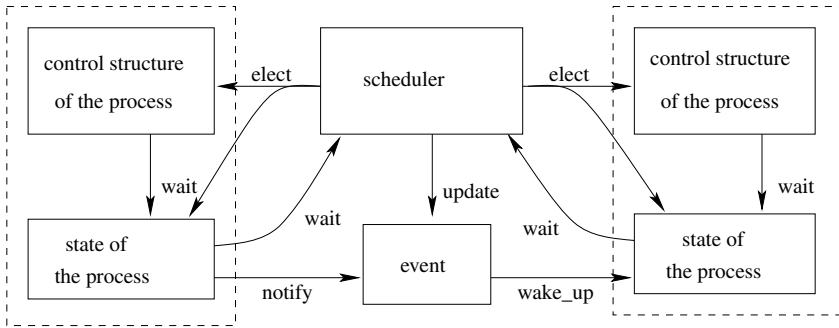 control structure
of the process
elect
scheduler
elect
control structure
of the process
wait
wait
update
wait
wait
state of
the process
notify
event
wake_up
state of
the process